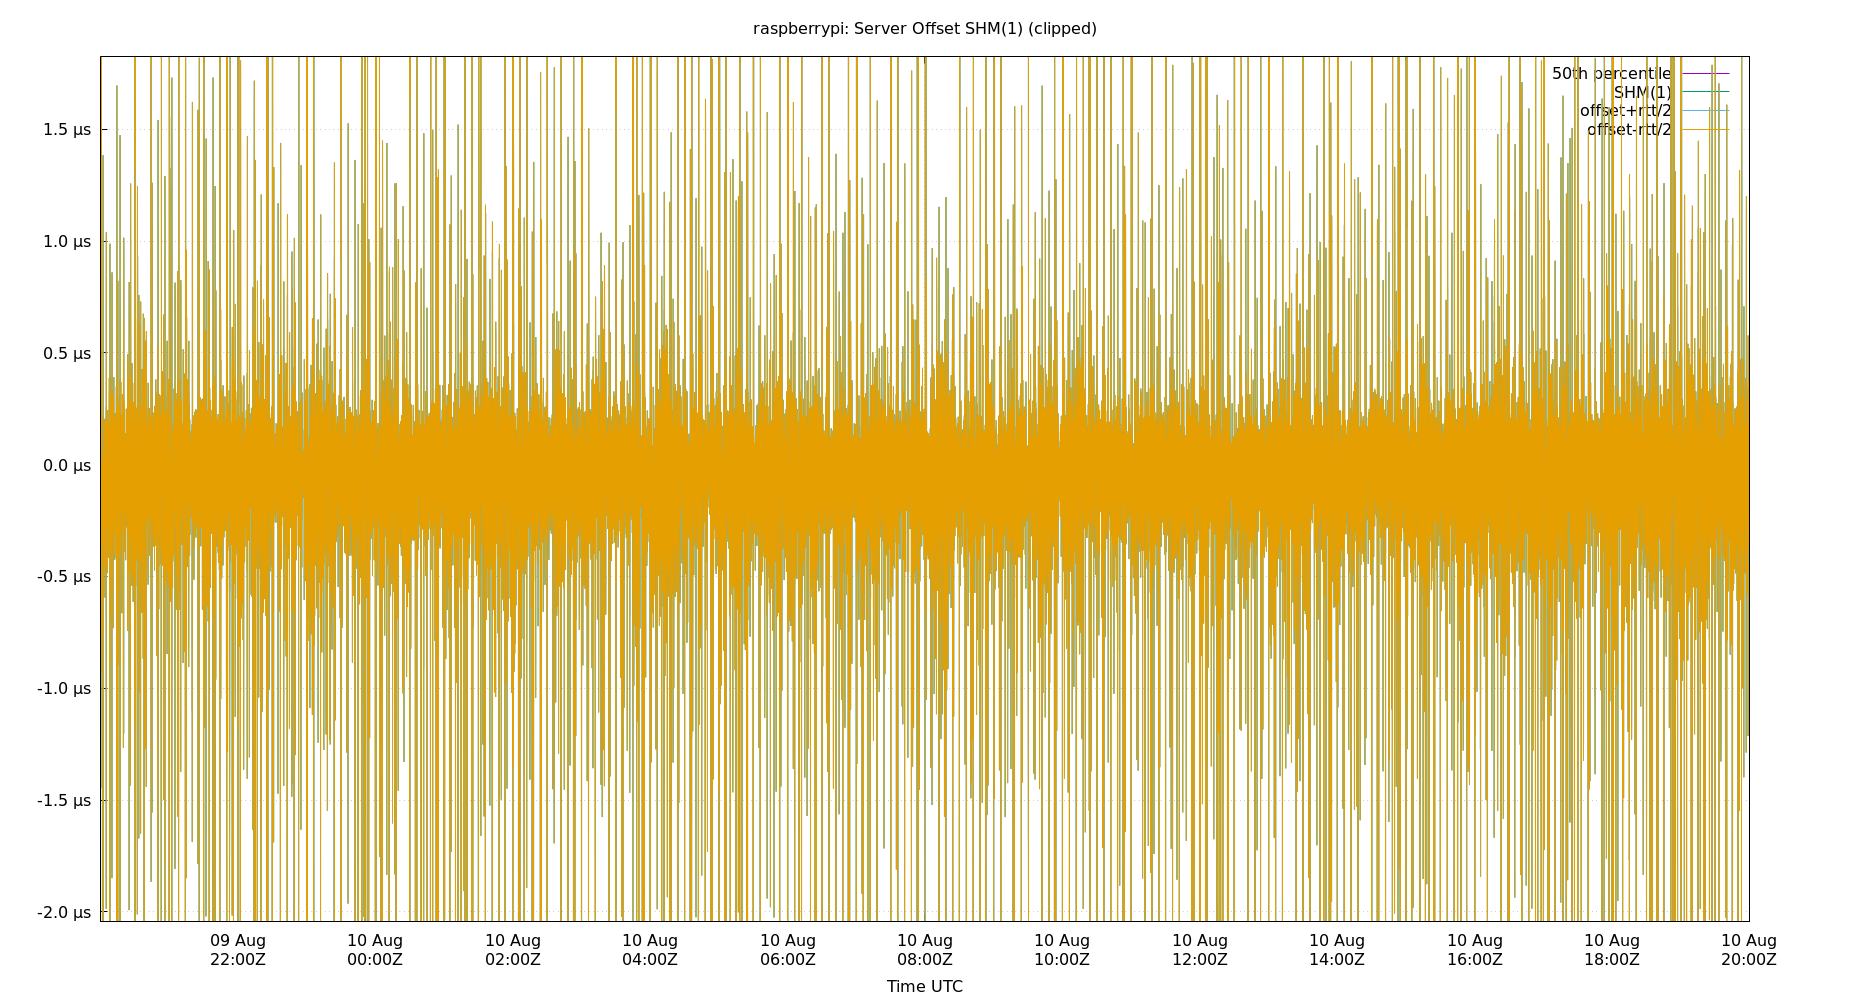 raspberrypi: Server Offset SHM(1) (clipped)
50th percentile
SHM(1)
offset+rtt/2
offset-rtt/2
1.5 µs
1.0 µs
0.5 µs
0.0 µs
-0.5 µs
-1.0 µs
-1.5 µs
-2.0 µs
09 Aug 10 Aug 10 Aug 10 Aug 10 Aug 10 Aug 10 Aug 10 Aug 10 Aug 10 Aug 10 Aug 10 Aug
22:00Z 00:00Z 02:00Z 04:00Z 06:00Z 08:00Z 10:00Z 12:00Z 14:00Z 16:00Z 18:00Z 20:00Z
Time UTC